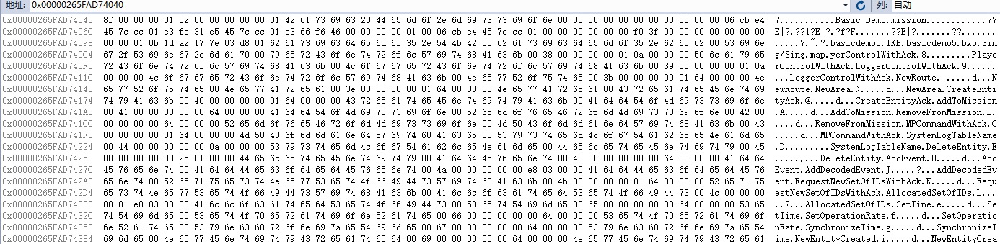 地址: 0x00000265FAD74040 列: 自动
0x00000265FAD74040 8f 00 00 00 01 02 00 00 00 00 01 42 61 73 69 63 20 44 65 6d 6f 2e 6d 69 73 73 69 6f 6e 00 00 00 00 00 00 00 00 00 00 00 00 06 cb e4 ?..........Basic Demo.mission.............??
0x00000265FAD7406C 45 7c cc 01 e3 fe 31 e5 45 7c cc 01 e3 66 f6 46 00 00 00 00 01 00 06 cb e4 45 7c cc 01 00 00 00 00 00 00 f0 3f 00 00 00 00 00 00 00 E|?.??1?E|?.?f?F......??E|?.......??.......
0x00000265FAD74098 00 00 01 0b 1d a2 17 7e 03 d8 01 62 61 73 69 63 64 65 6d 6f 35 2e 54 4b 42 00 62 61 73 69 63 64 65 6d 6f 35 2e 62 6b 62 00 53 69 6e .....?.~.?.basicdemo5.TKB.basicdemo5.bkb.Sin
0x00000265FAD740C4 67 2f 53 69 6e 67 2e 6d 61 70 00 79 65 72 43 6f 6e 74 72 6f 6c 57 69 74 68 41 63 6b 00 38 00 00 00 00 01 0a 00 00 00 50 6c 61 79 65 g/Sing.map.yerControlWithAck.8.........Playe
0x00000265FAD740F0 72 43 6f 6e 74 72 6f 6c 57 69 74 68 41 63 6b 00 4c 6f 67 67 65 72 43 6f 6e 74 72 6f 6c 57 69 74 68 41 63 6b 00 39 00 00 00 00 01 0a rControlWithAck.LoggerControlWithAck.9......
0x00000265FAD7411C 00 00 00 4c 6f 67 67 65 72 43 6f 6e 74 72 6f 6c 57 69 74 68 41 63 6b 00 4e 65 77 52 6f 75 74 65 00 3b 00 00 00 00 01 64 00 00 00 4e ...LoggerControlWithAck.NewRoute.;.....d...N
0x00000265FAD74148 65 77 52 6f 75 74 65 00 4e 65 77 41 72 65 61 00 3e 00 00 00 00 01 64 00 00 00 4e 65 77 41 72 65 61 00 43 72 65 61 74 65 45 6e 74 69 ewRoute.NewArea.>.....d...NewArea.CreateEnti
0x00000265FAD74174 74 79 41 63 6b 00 40 00 00 00 00 01 64 00 00 00 43 72 65 61 74 65 45 6e 74 69 74 79 41 63 6b 00 41 64 64 54 6f 4d 69 73 73 69 6f 6e tyAck.@.....d...CreateEntityAck.AddToMission
0x00000265FAD741A0 00 41 00 00 00 00 00 64 00 00 00 41 64 64 54 6f 4d 69 73 73 69 6f 6e 00 52 65 6d 6f 76 65 46 72 6f 6d 4d 69 73 73 69 6f 6e 00 42 00 .A.....d...AddToMission.RemoveFromMission.B.
0x00000265FAD741CC 00 00 00 00 64 00 00 00 52 65 6d 6f 76 65 46 72 6f 6d 4d 69 73 73 69 6f 6e 00 4d 50 43 6f 6d 6d 61 6e 64 57 69 74 68 41 63 6b 00 43 ....d...RemoveFromMission.MPCommandWithAck.C
0x00000265FAD741F8 00 00 00 00 01 64 00 00 00 4d 50 43 6f 6d 6d 61 6e 64 57 69 74 68 41 63 6b 00 53 79 73 74 65 6d 4c 6f 67 54 61 62 6c 65 4e 61 6d 65 .....d...MPCommandWithAck.SystemLogTableName
0x00000265FAD74224 00 44 00 00 00 00 00 0a 00 00 00 53 79 73 74 65 6d 4c 6f 67 54 61 62 6c 65 4e 61 6d 65 00 44 65 6c 65 74 65 45 6e 74 69 74 79 00 45 .D.........SystemLogTableName.DeleteEntity.E
0x00000265FAD74250 00 00 00 00 00 2c 01 00 00 44 65 6c 65 74 65 45 6e 74 69 74 79 00 41 64 64 45 76 65 6e 74 00 48 00 00 00 00 00 64 00 00 00 41 64 64 .....,...DeleteEntity.AddEvent.H.....d...Add
0x00000265FAD7427C 45 76 65 6e 74 00 41 64 64 44 65 63 6f 64 65 64 45 76 65 6e 74 00 4a 00 00 00 00 00 e8 03 00 00 41 64 64 44 65 63 6f 64 65 64 45 76 Event.AddDecodedEvent.J.....?...AddDecodedEv
0x00000265FAD742A8 65 6e 74 00 52 65 71 75 65 73 74 4e 65 77 53 65 74 4f 66 49 44 73 57 69 74 68 41 63 6b 00 4b 00 00 00 00 01 64 00 00 00 52 65 71 75 ent.RequestNewSetOfIDsWithAck.K.....d...Requ
0x00000265FAD742D4 65 73 74 4e 65 77 53 65 74 4f 66 49 44 73 57 69 74 68 41 63 6b 00 41 6c 6c 6f 63 61 74 65 64 53 65 74 4f 66 49 44 73 00 4c 00 00 00 estNewSetOfIDsWithAck.AllocatedSetOfIDs.L...
0x00000265FAD74300 00 01 e8 03 00 00 41 6c 6c 6f 63 61 74 65 64 53 65 74 4f 66 49 44 73 00 53 65 74 54 69 6d 65 00 65 00 00 00 00 00 64 00 00 00 53 65 ..?...AllocatedSetOfIDs.SetTime.e.....d...Se
0x00000265FAD7432C 74 54 69 6d 65 00 53 65 74 4f 70 65 72 61 74 69 6f 6e 52 61 74 65 00 66 00 00 00 00 00 64 00 00 00 53 65 74 4f 70 65 72 61 74 69 6f tTime.SetOperationRate.f.....d...SetOperatio
0x00000265FAD74358 6e 52 61 74 65 00 53 79 6e 63 68 72 6f 6e 69 7a 65 54 69 6d 65 00 67 00 00 00 00 00 64 00 00 00 53 79 6e 63 68 72 6f 6e 69 7a 65 54 nRate.SynchronizeTime.g.....d...SynchronizeT
0x00000265FAD74384 69 6d 65 00 4e 65 77 45 6e 74 69 74 79 43 72 65 61 74 65 64 00 69 00 00 00 00 00 64 00 00 00 4e 65 77 45 6e 74 69 74 79 43 72 65 61 ime.NewEntityCreated.i.....d...NewEntityCrea